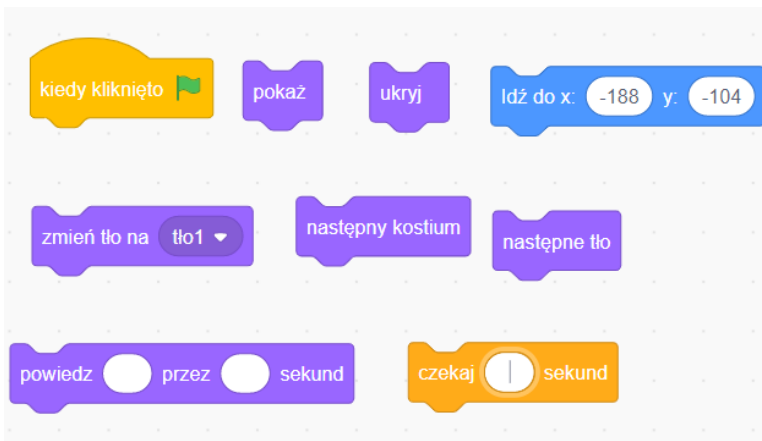 kiedy kliknięto
pokaż
ukryj
Idź do x: -188 y: -104
zmień tło na tło1
następny kostium
następne tło
powiedz przez sekund
czekaj sekund